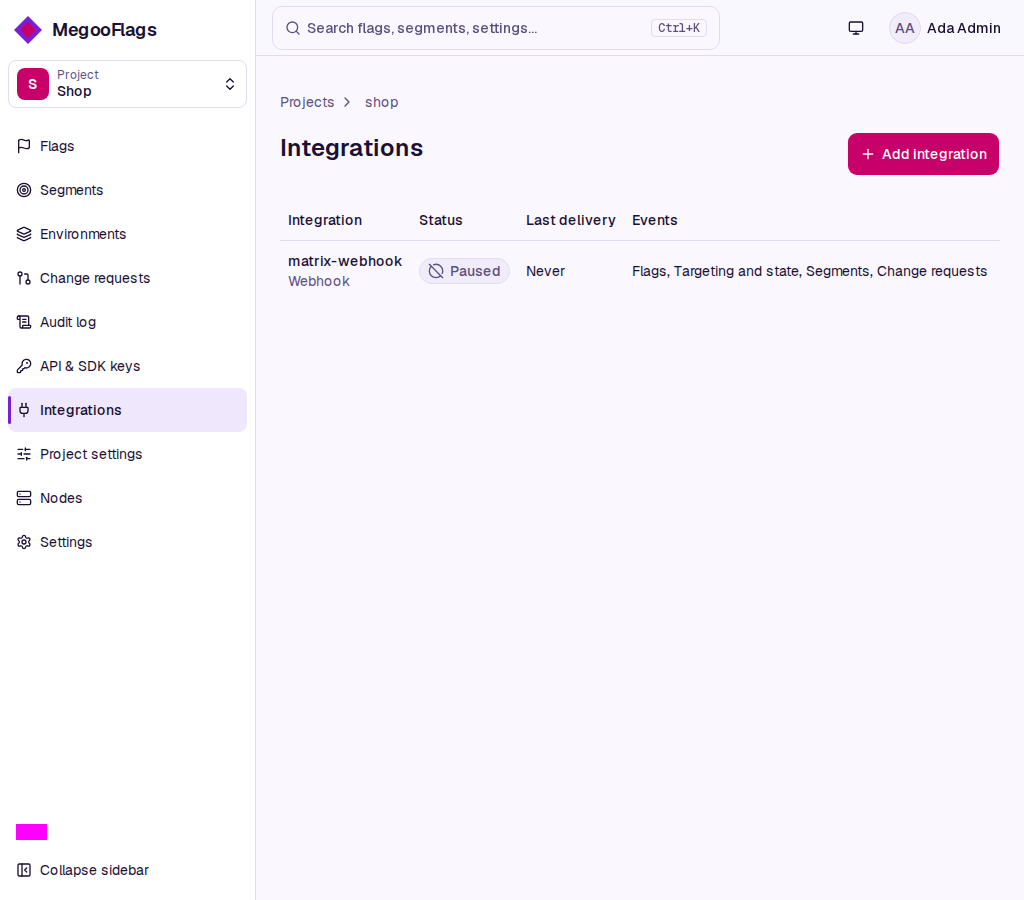 MegooFlags
Search flags, segments, settings...
Ctrl+K
AA
Ada Admin
S
Project
Shop
Projects
shop
Flags
Segments
Environments
Change requests
Audit log
API & SDK keys
Integrations
Project settings
Nodes
Settings
Collapse sidebar
Integrations
Add integration
Integration Status Last delivery Events
matrix-webhook
Webhook
Paused
Never
Flags, Targeting and state, Segments, Change requests